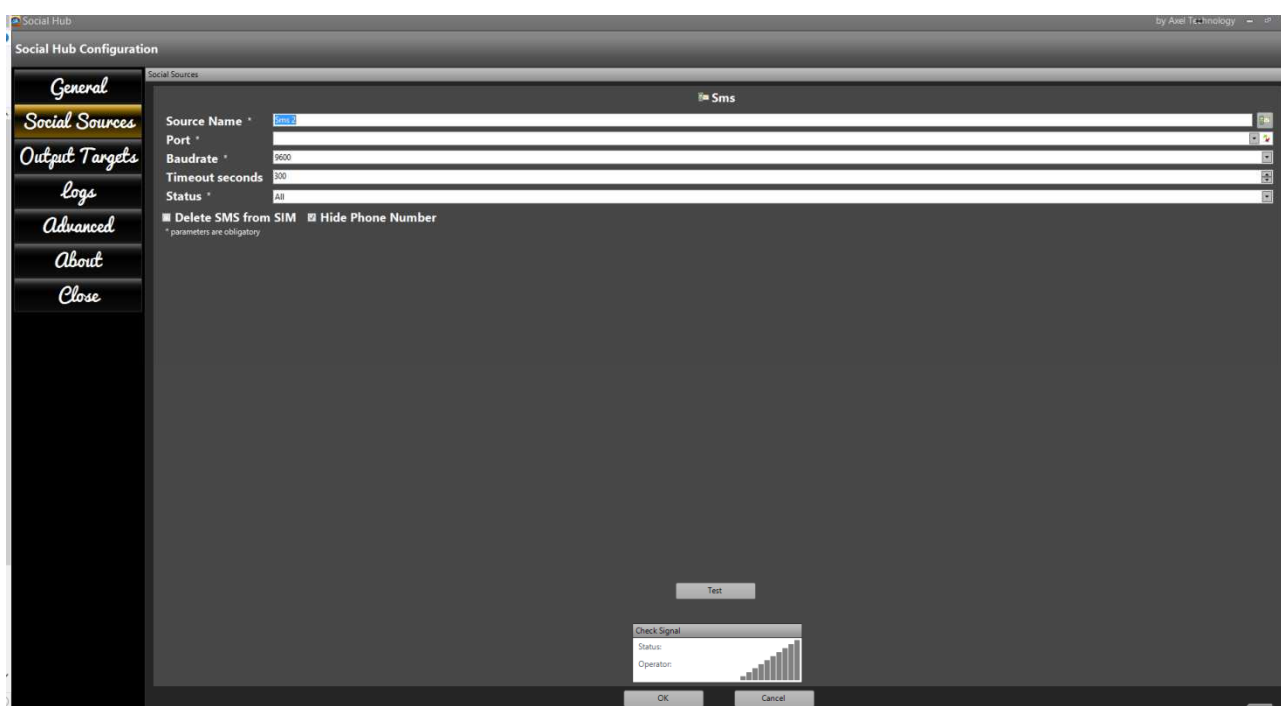 Social Hub by Axel Technology
Social Hub Configuration
General
Social Sources
Output Targets
Logs
Advanced
About
Close
Social Sources
Sms
Source Name * Sms 2
Port *
Baudrate * 9600
Timeout seconds 300
Status * All
Delete SMS from SIM Hide Phone Number
* parameters are obligatory
Test
Check Signal
Status:
Operator:
OK Cancel